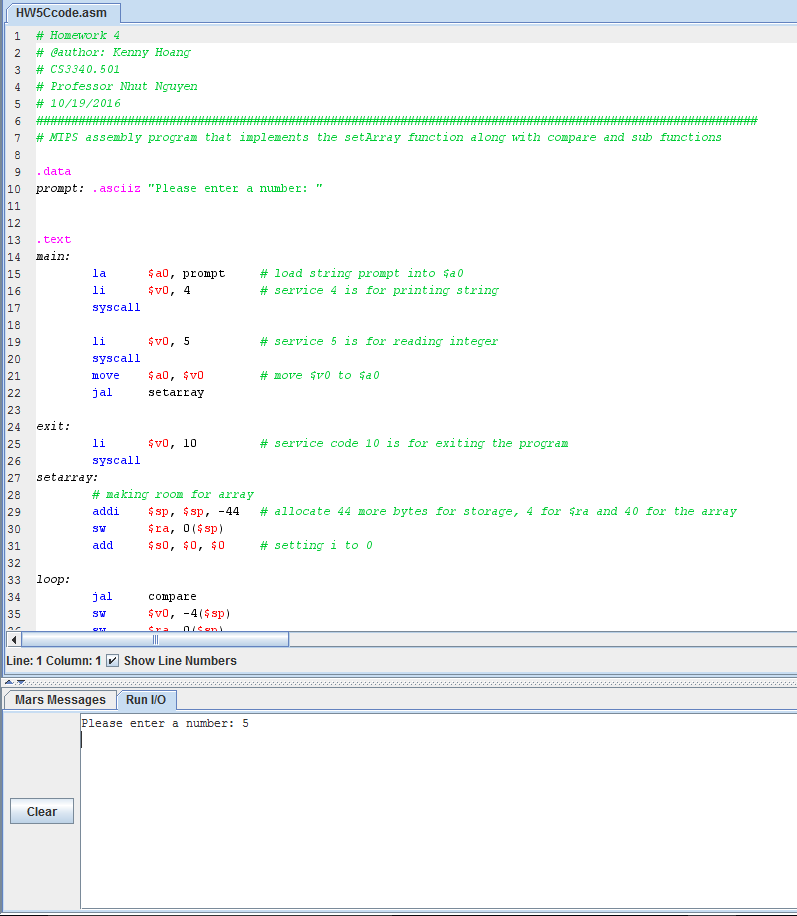 HW5Ccode.asm
1 # Homework 4
2 # @author: Kenny Hoang
3 # CS3340.501
4 # Professor Nhut Nguyen
5 # 10/19/2016
6 #######################################################################################################
7 # MIPS assembly program that implements the setArray function along with compare and sub functions
8
9 .data
10 prompt: .asciiz "Please enter a number: "
11
12
13 .text
14 main:
15 la $a0, prompt # load string prompt into $a0
16 li $v0, 4 # service 4 is for printing string
17 syscall
18
19 li $v0, 5 # service 5 is for reading integer
20 syscall
21 move $a0, $v0 # move $v0 to $a0
22 jal setarray
23
24 exit:
25 li $v0, 10 # service code 10 is for exiting the program
26 syscall
27 setarray:
28 # making room for array
29 addi $sp, $sp, -44 # allocate 44 more bytes for storage, 4 for $ra and 40 for the array
30 sw $ra, 0($sp)
31 add $s0, $0, $0 # setting i to 0
32
33 loop:
34 jal compare
35 sw $v0, -4($sp)
36 sw $ra, 0($sp)
Line: 1 Column: 1 Show Line Numbers
Mars Messages Run I/O
Please enter a number: 5
Clear